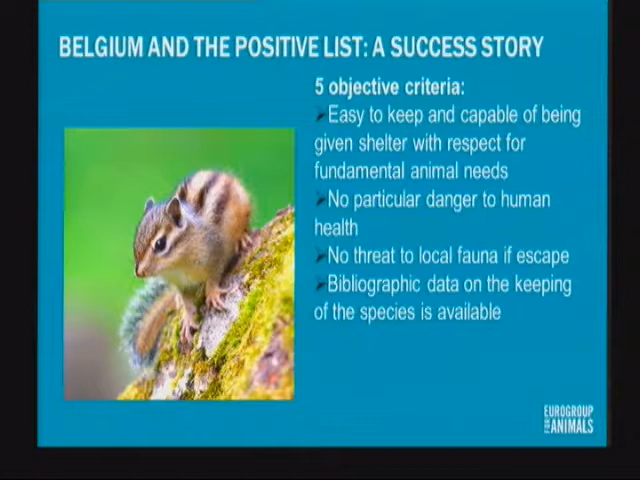 BELGIUM AND THE POSITIVE LIST: A SUCCESS STORY
5 objective criteria:
➢Easy to keep and capable of being
given shelter with respect for
fundamental animal needs
➢No particular danger to human
health
➢No threat to local fauna if escape
➢Bibliographic data on the keeping
of the species is available
EUROGROUP
FOR ANIMALS